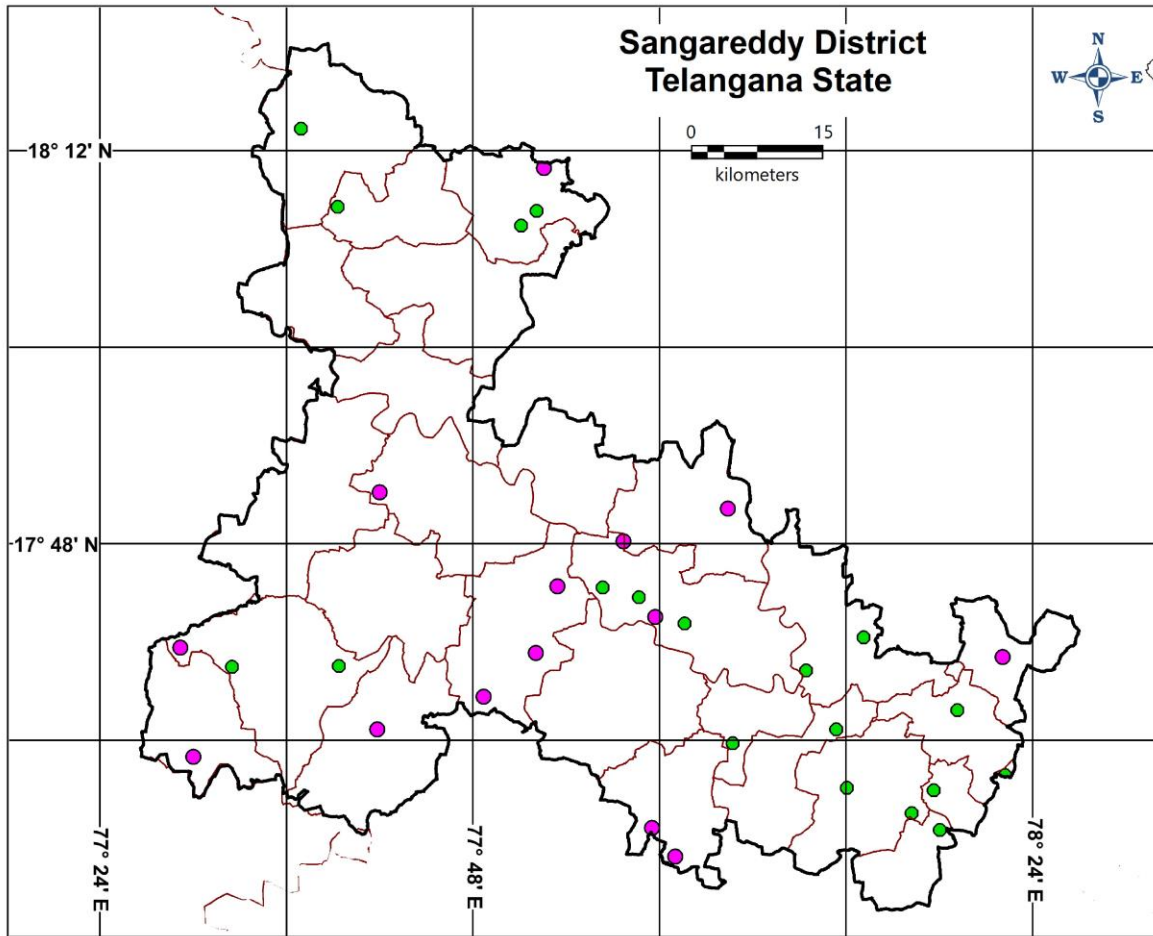 Sangareddy District
Telangana State
N
W E
S
0 15
kilometers
18° 12' N
17° 48' N
77° 24' E
77° 48' E
78° 24' E